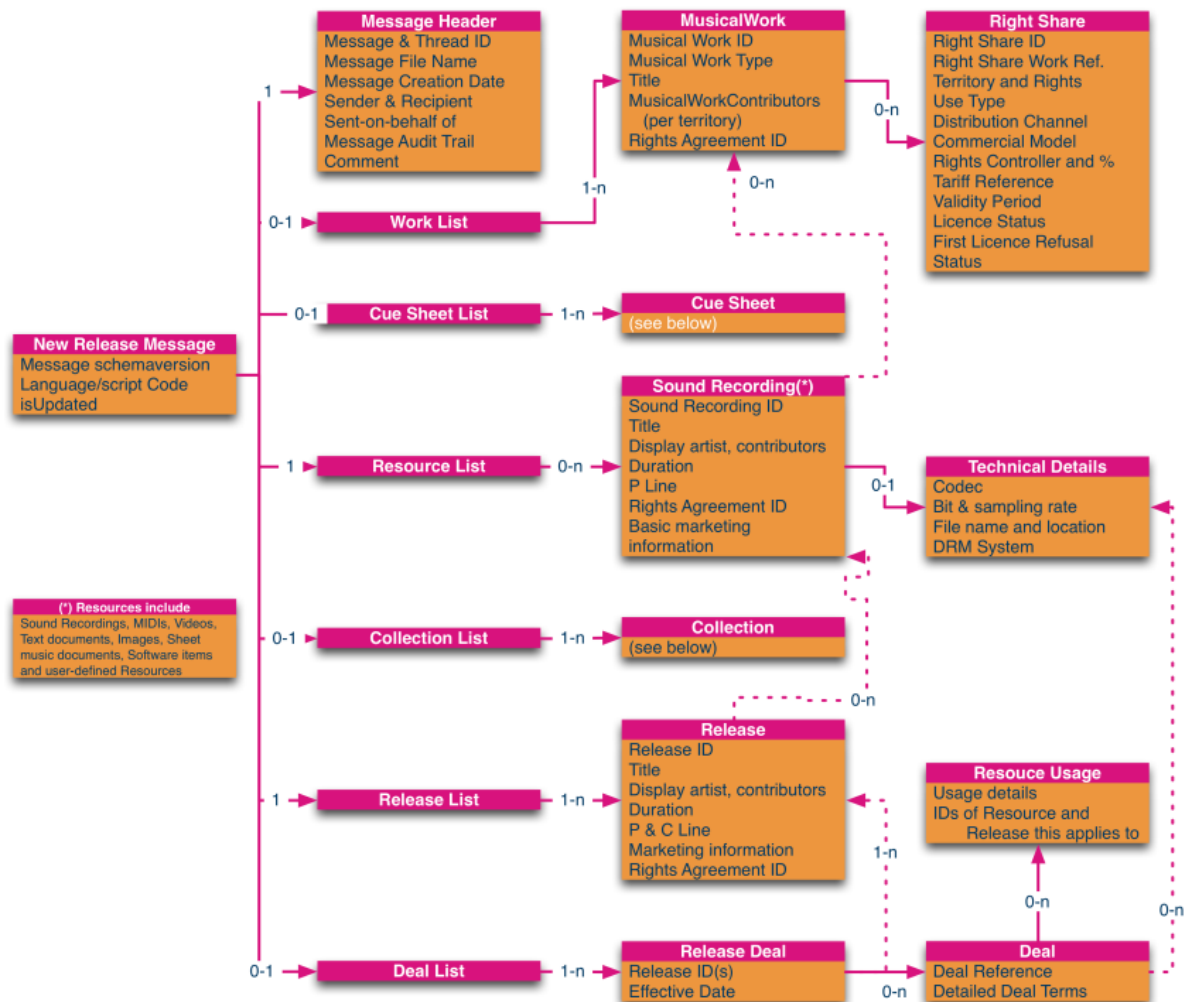 Message Header
Message & Thread ID
Message File Name
Message Creation Date
Sender & Recipient
Sent-on-behalf of
Message Audit Trail
Comment
MusicalWork
Musical Work ID
Musical Work Type
Title
MusicalWorkContributors
(per territory)
Rights Agreement ID
Right Share
Right Share ID
Right Share Work Ref.
Territory and Rights
Use Type
Distribution Channel
Commercial Model
Rights Controller and %
Tariff Reference
Validity Period
Licence Status
First Licence Refusal
Status
1
0-n
1-n
0-n
0-1
Work List
0-1
Cue Sheet List
1-n
Cue Sheet
(see below)
New Release Message
Message schemaversion
Language/script Code
isUpdated
Sound Recording(*)
Sound Recording ID
Title
Display artist, contributors
Duration
P Line
Rights Agreement ID
Basic marketing
information
1
Resource List
0-n
0-1
Technical Details
Codec
Bit & sampling rate
File name and location
DRM System
(*) Resources include
Sound Recordings, MIDIs, Videos,
Text documents, Images, Sheet
music documents, Software items
and user-defined Resources
0-1
Collection List
1-n
Collection
(see below)
0-n
Release
Release ID
Title
Display artist, contributors
Duration
P & C Line
Marketing information
Rights Agreement ID
1
Release List
1-n
Resouce Usage
Usage details
IDs of Resource and
Release this applies to
1-n
0-n
0-n
0-1
Deal List
1-n
Release Deal
Release ID(s)
Effective Date
0-n
Deal
Deal Reference
Detailed Deal Terms